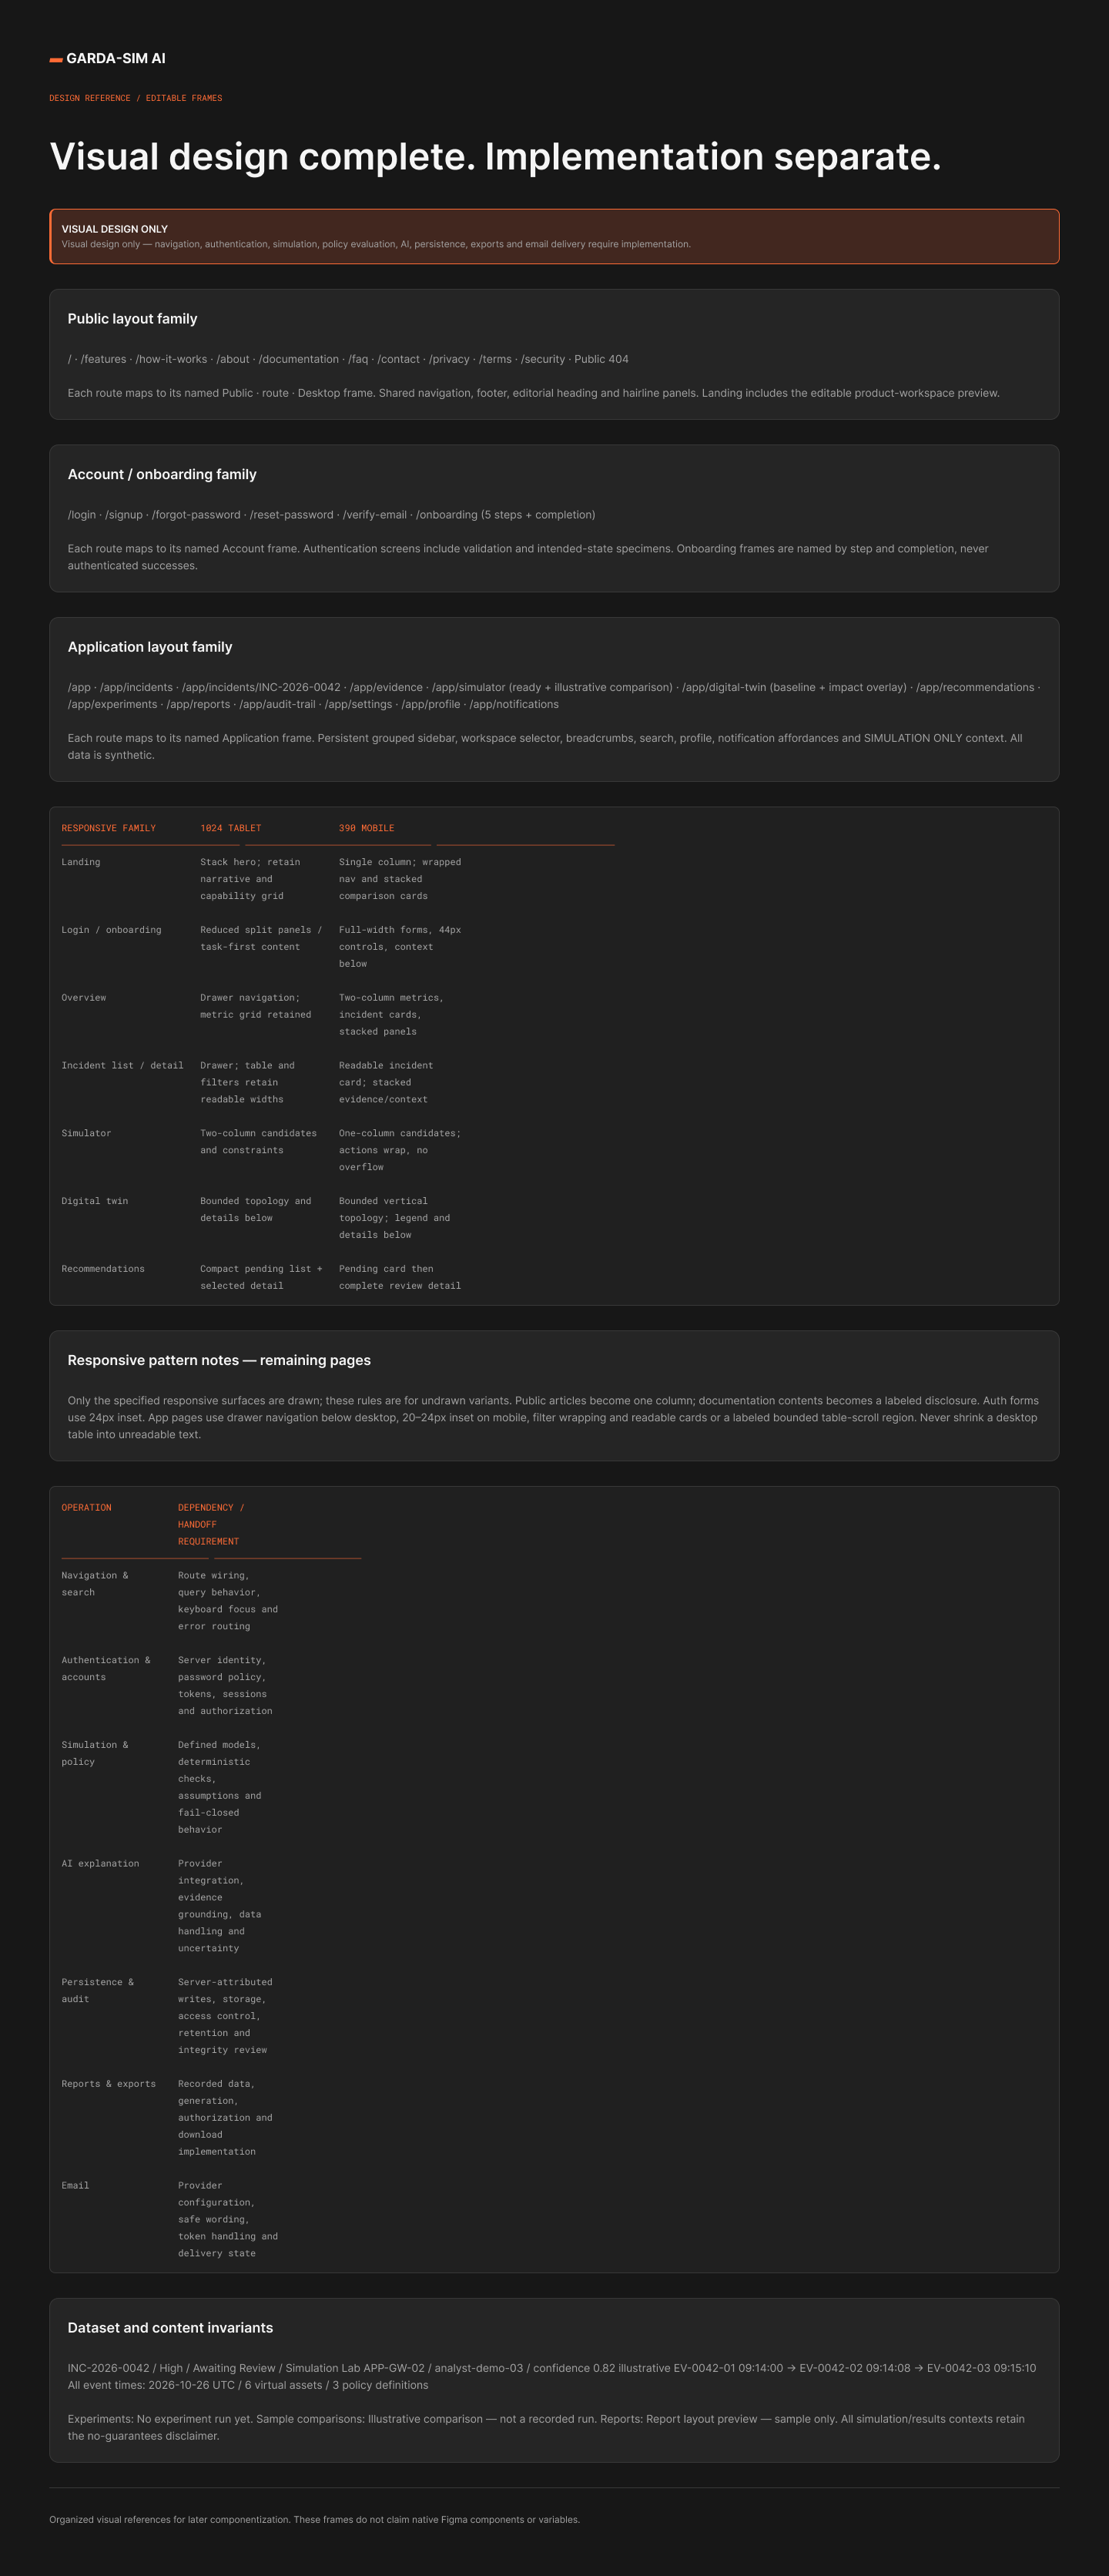 GARDA-SIM AI
DESIGN REFERENCE / EDITABLE FRAMES
Visual design complete. Implementation separate.
VISUAL DESIGN ONLY
Visual design only — navigation, authentication, simulation, policy evaluation, AI, persistence, exports and email delivery require implementation.
Public layout family
/ · /features · /how-it-works · /about · /documentation · /faq · /contact · /privacy · /terms · /security · Public 404
Each route maps to its named Public · route · Desktop frame. Shared navigation, footer, editorial heading and hairline panels. Landing includes the editable product-workspace preview.
Account / onboarding family
/login · /signup · /forgot-password · /reset-password · /verify-email · /onboarding (5 steps + completion)
Each route maps to its named Account frame. Authentication screens include validation and intended-state specimens. Onboarding frames are named by step and completion, never
authenticated successes.
Application layout family
/app · /app/incidents · /app/incidents/INC-2026-0042 · /app/evidence · /app/simulator (ready + illustrative comparison) · /app/digital-twin (baseline + impact overlay) · /app/recommendations ·
/app/experiments · /app/reports · /app/audit-trail · /app/settings · /app/profile · /app/notifications
Each route maps to its named Application frame. Persistent grouped sidebar, workspace selector, breadcrumbs, search, profile, notification affordances and SIMULATION ONLY context. All
data is synthetic.
RESPONSIVE FAMILY 1024 TABLET 390 MOBILE
Landing Stack hero; retain Single column; wrapped
narrative and nav and stacked
capability grid comparison cards
Login / onboarding Reduced split panels / Full-width forms, 44px
task-first content controls, context
below
Overview Drawer navigation; Two-column metrics,
metric grid retained incident cards,
stacked panels
Incident list / detail Drawer; table and Readable incident
filters retain card; stacked
readable widths evidence/context
Simulator Two-column candidates One-column candidates;
and constraints actions wrap, no
overflow
Digital twin Bounded topology and Bounded vertical
details below topology; legend and
details below
Recommendations Compact pending list + Pending card then
selected detail complete review detail
Responsive pattern notes — remaining pages
Only the specified responsive surfaces are drawn; these rules are for undrawn variants. Public articles become one column; documentation contents becomes a labeled disclosure. Auth forms
use 24px inset. App pages use drawer navigation below desktop, 20–24px inset on mobile, filter wrapping and readable cards or a labeled bounded table-scroll region. Never shrink a desktop
table into unreadable text.
OPERATION DEPENDENCY /
HANDOFF
REQUIREMENT
Navigation & Route wiring,
search query behavior,
keyboard focus and
error routing
Authentication & Server identity,
accounts password policy,
tokens, sessions
and authorization
Simulation & Defined models,
policy deterministic
checks,
assumptions and
fail-closed
behavior
AI explanation Provider
integration,
evidence
grounding, data
handling and
uncertainty
Persistence & Server-attributed
audit writes, storage,
access control,
retention and
integrity review
Reports & exports Recorded data,
generation,
authorization and
download
implementation
Email Provider
configuration,
safe wording,
token handling and
delivery state
Dataset and content invariants
INC-2026-0042 / High / Awaiting Review / Simulation Lab APP-GW-02 / analyst-demo-03 / confidence 0.82 illustrative EV-0042-01 09:14:00 → EV-0042-02 09:14:08 → EV-0042-03 09:15:10
All event times: 2026-10-26 UTC / 6 virtual assets / 3 policy definitions
Experiments: No experiment run yet. Sample comparisons: Illustrative comparison — not a recorded run. Reports: Report layout preview — sample only. All simulation/results contexts retain
the no-guarantees disclaimer.
Organized visual references for later componentization. These frames do not claim native Figma components or variables.